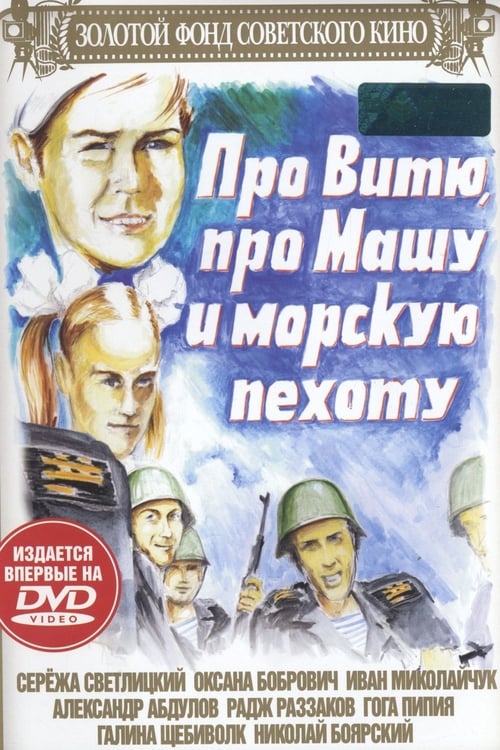 ЗОЛОТОЙ ФОНД СОВЕТСКОГО КИНО
Про Витю,
про Машу
и морскую
пехоту
ИЗДАЕТСЯ
ВПЕРВЫЕ НА
DVD
VIDEO
СЕРЁЖА СВЕТЛИЦКИЙ ОКСАНА БОБРОВИЧ ИВАН МИКОЛАЙЧУК
АЛЕКСАНДР АБДУЛОВ РАДЖ РАЗЗАКОВ ГОГА ПИПИЯ
ГАЛИНА ЩЕБИВОЛК НИКОЛАЙ БОЯРСКИЙ